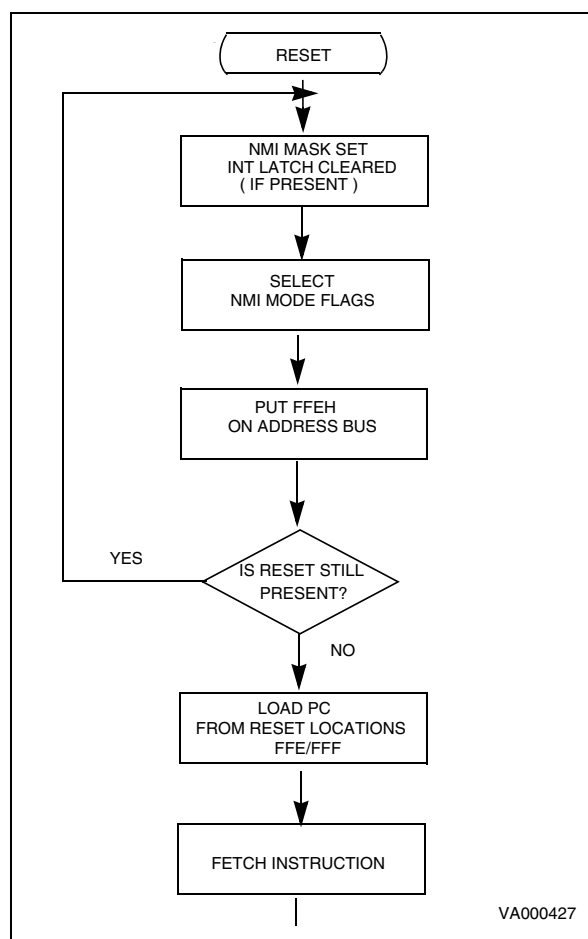 RESET
NMI MASK SET
INT LATCH CLEARED
( IF PRESENT )
SELECT
NMI MODE FLAGS
PUT FFEH
ON ADDRESS BUS
YES
IS RESET STILL
PRESENT?
NO
LOAD PC
FROM RESET LOCATIONS
FFE/FFF
FETCH INSTRUCTION
VA000427